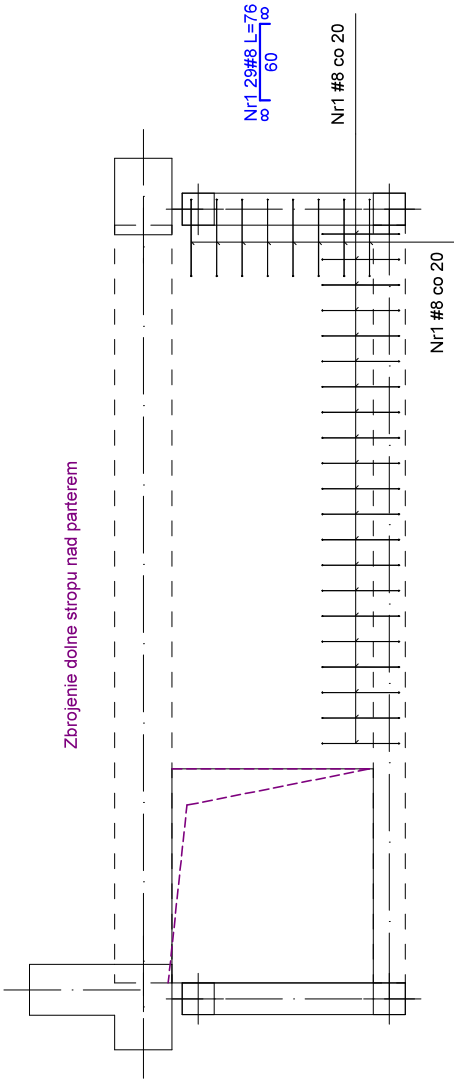 Zbrojenie dolne stropu nad parterem
Nr1 29#8 L=76
8 60 8
Nr1 #8 co 20
Nr1 #8 co 20